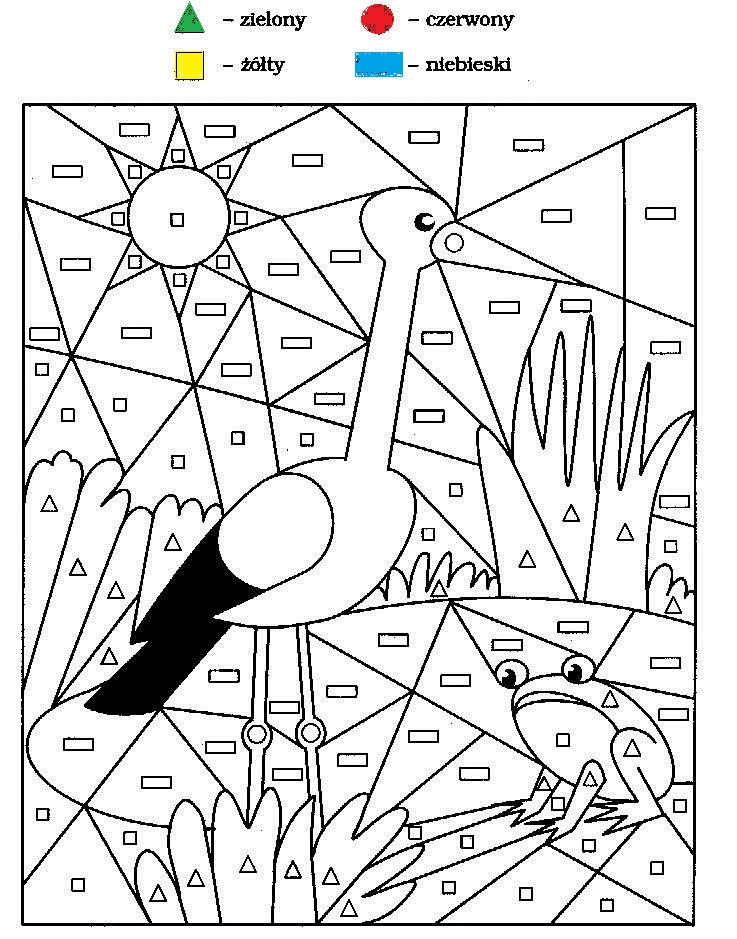 – zielony – czerwony
– żółty – niebieski